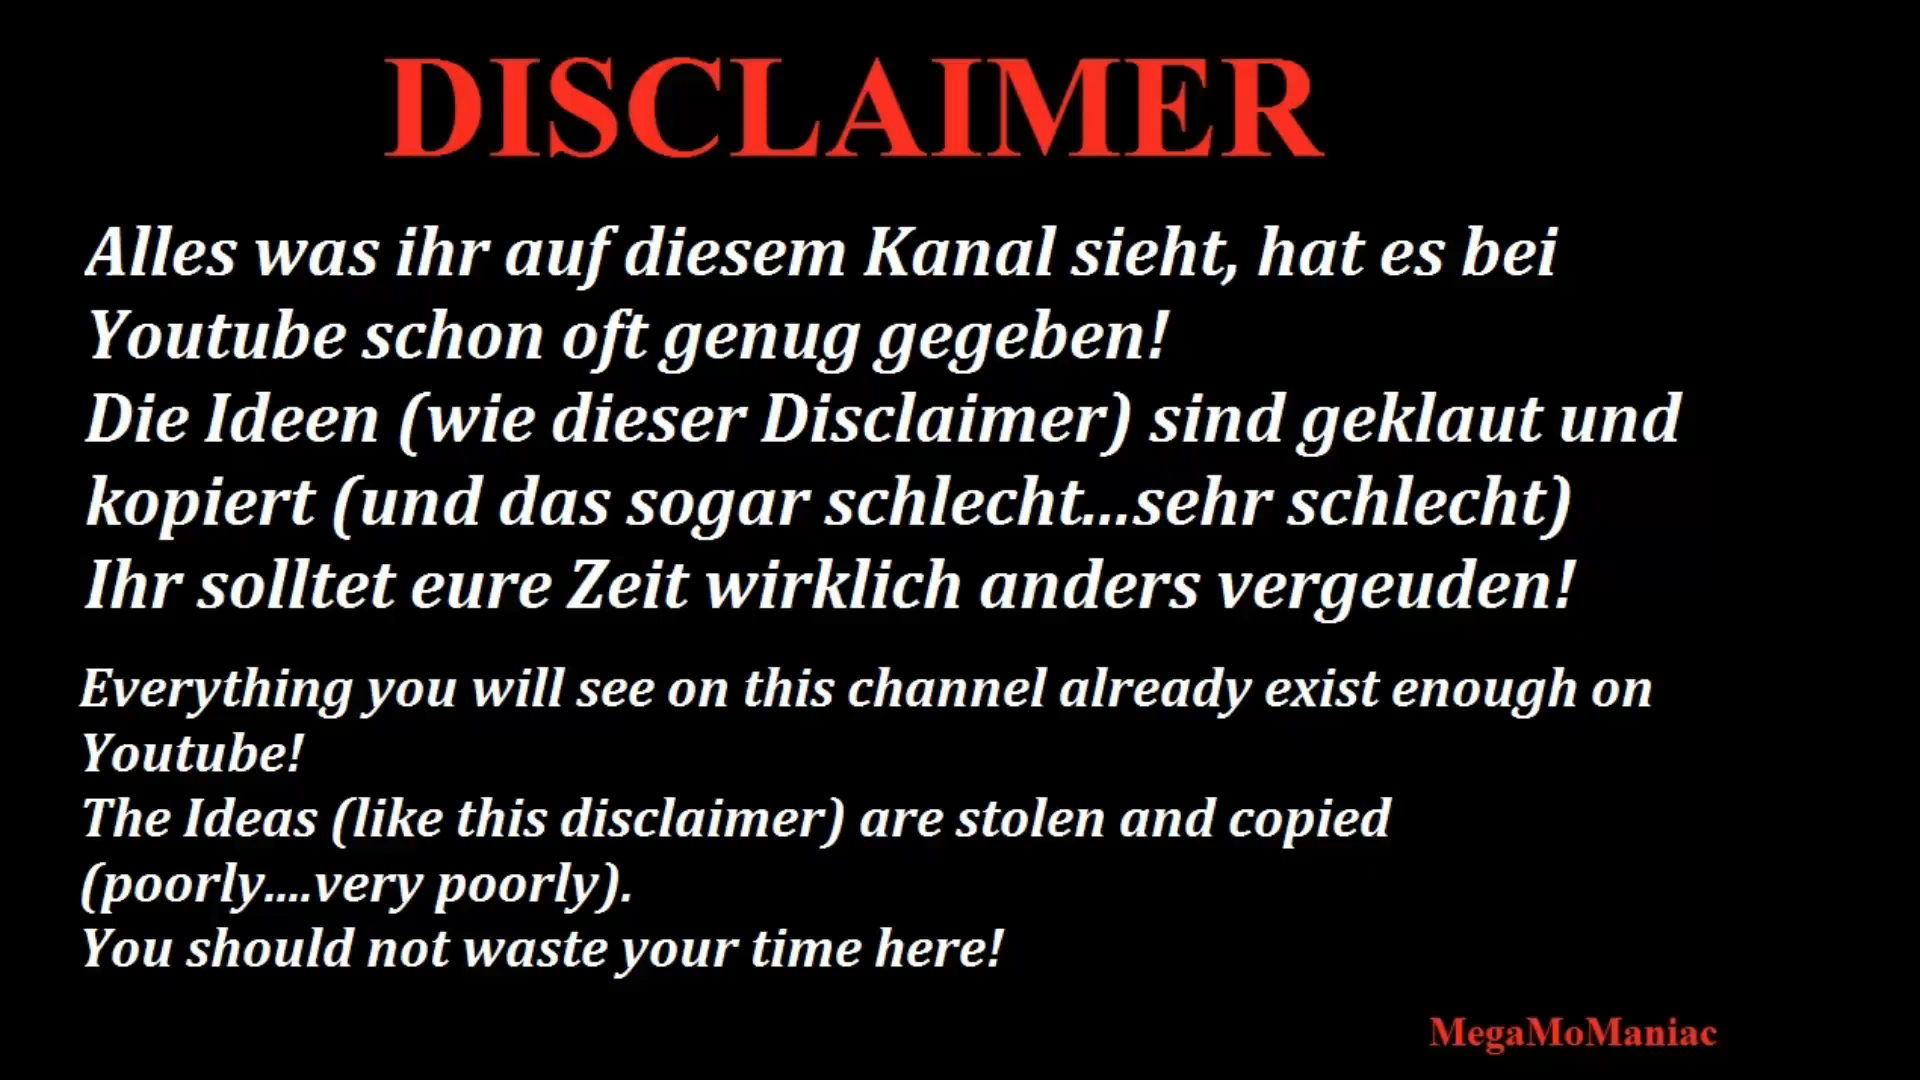 DISCLAIMER
Alles was ihr auf diesem Kanal sieht, hat es bei
Youtube schon oft genug gegeben!
Die Ideen (wie dieser Disclaimer) sind geklaut und
kopiert (und das sogar schlecht...sehr schlecht)
Ihr solltet eure Zeit wirklich anders vergeuden!
Everything you will see on this channel already exist enough on
Youtube!
The Ideas (like this disclaimer) are stolen and copied
(poorly....very poorly).
You should not waste your time here!
MegaMoManiac